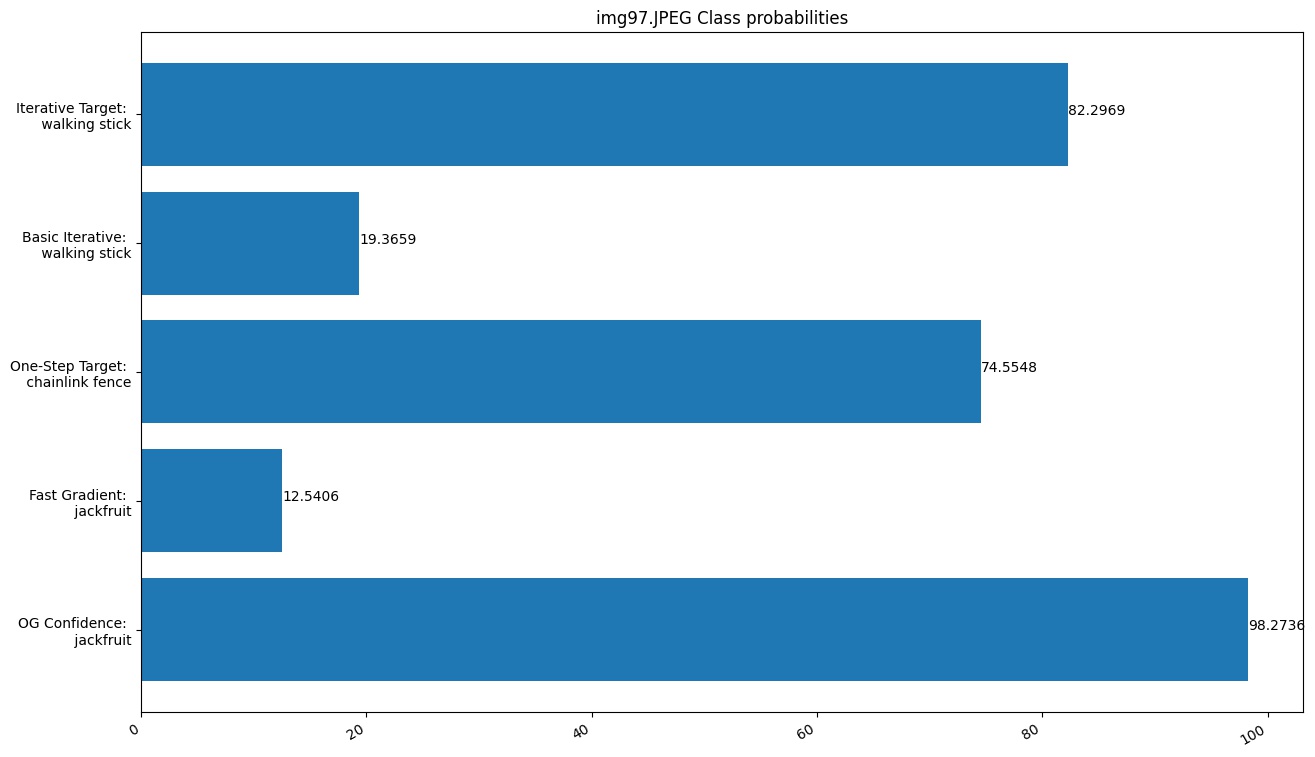 img97.JPEG Class probabilities
Iterative Target:
walking stick
82.2969
Basic Iterative:
walking stick
19.3659
One-Step Target:
chainlink fence
74.5548
Fast Gradient:
jackfruit
12.5406
OG Confidence:
jackfruit
98.2736
0 20 40 60 80 100